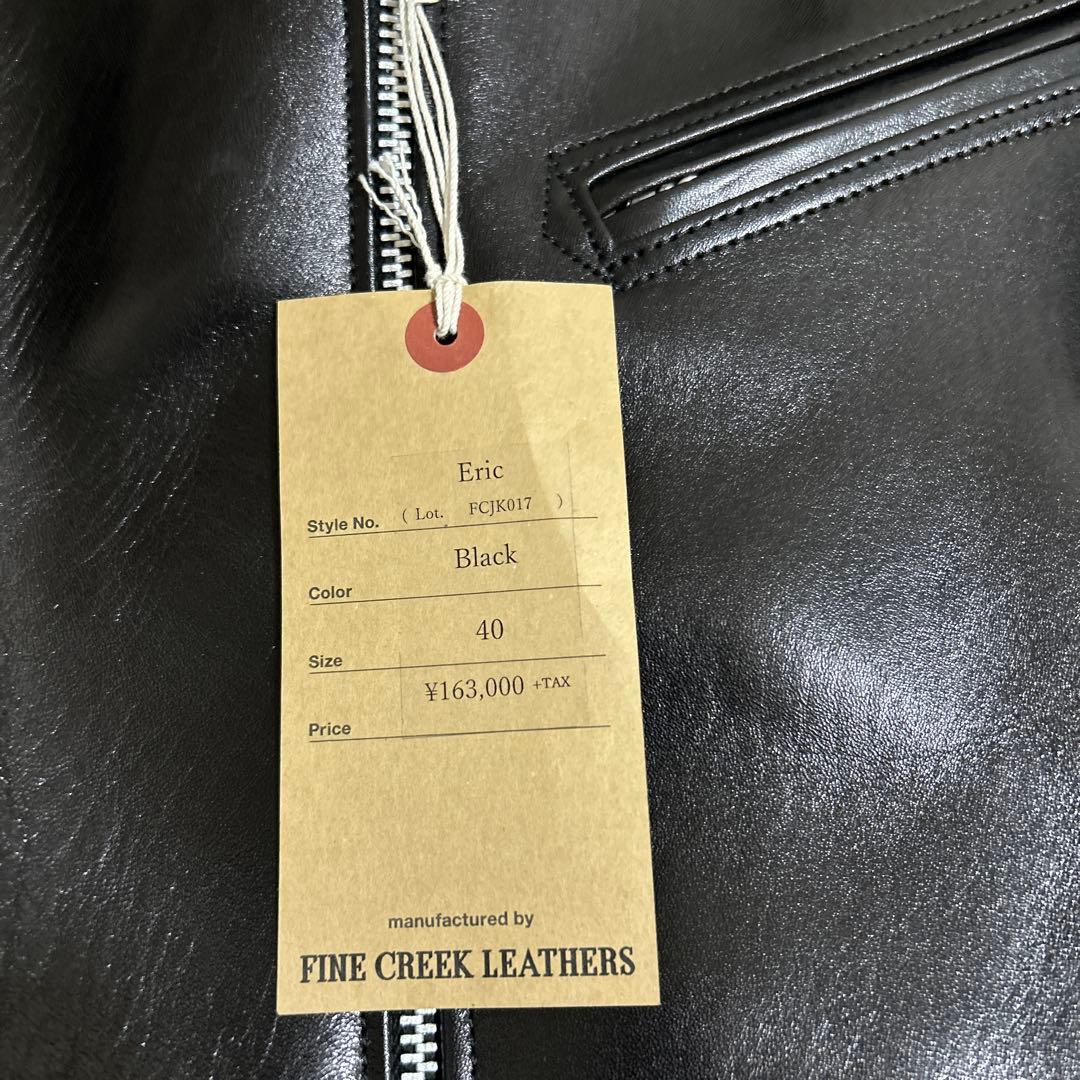 Eric
Style No. ( Lot. FCJK017 )
Black
Color
40
Size
¥163,000 +TAX
Price
manufactured by
FINE CREEK LEATHERS